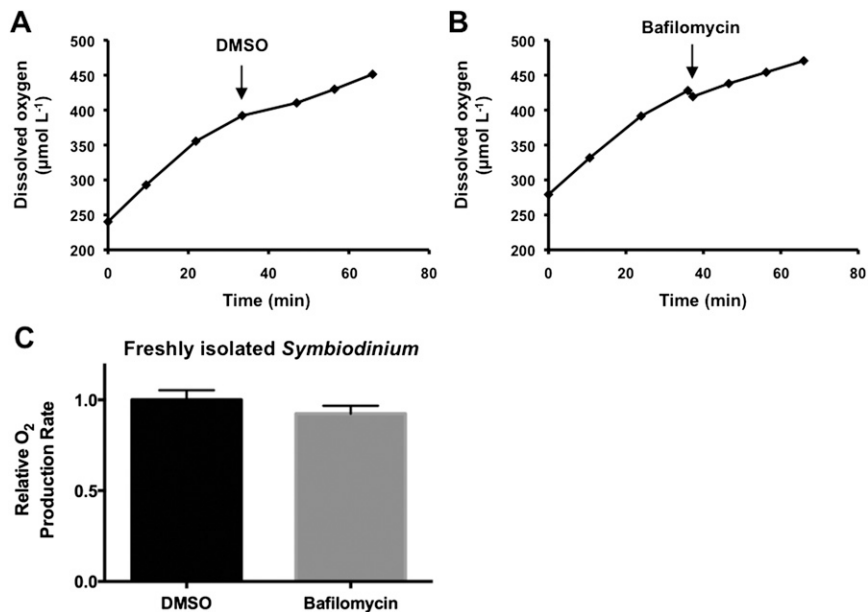 A
DMSO
500
450
400
350
300
250
200
Dissolved oxygen
(µmol L-1)
0
20
40
60
80
Time (min)
B
Bafilomycin
500
450
400
350
300
250
200
Dissolved oxygen
(µmol L-1)
0
20
40
60
80
Time (min)
C
Freshly isolated Symbiodinium
1.0
0.5
0.0
Relative O2
Production Rate
DMSO
Bafilomycin